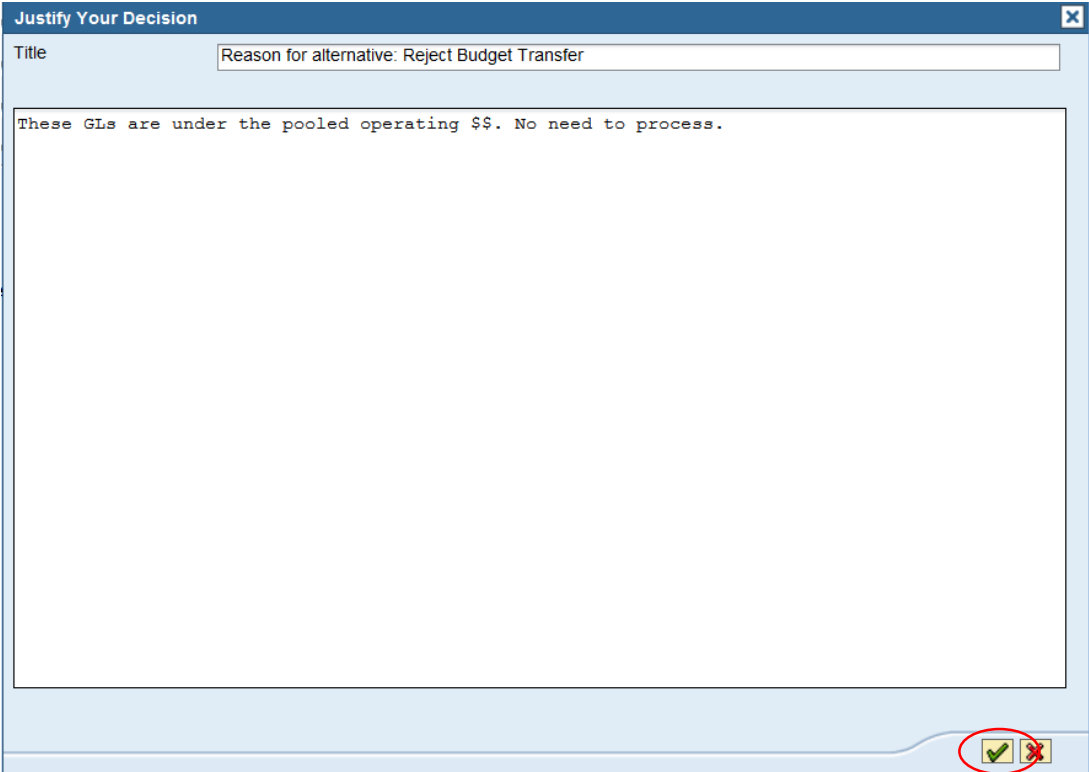 Justify Your Decision
Title
Reason for alternative: Reject Budget Transfer
These GLs are under the pooled operating $$. No need to process.